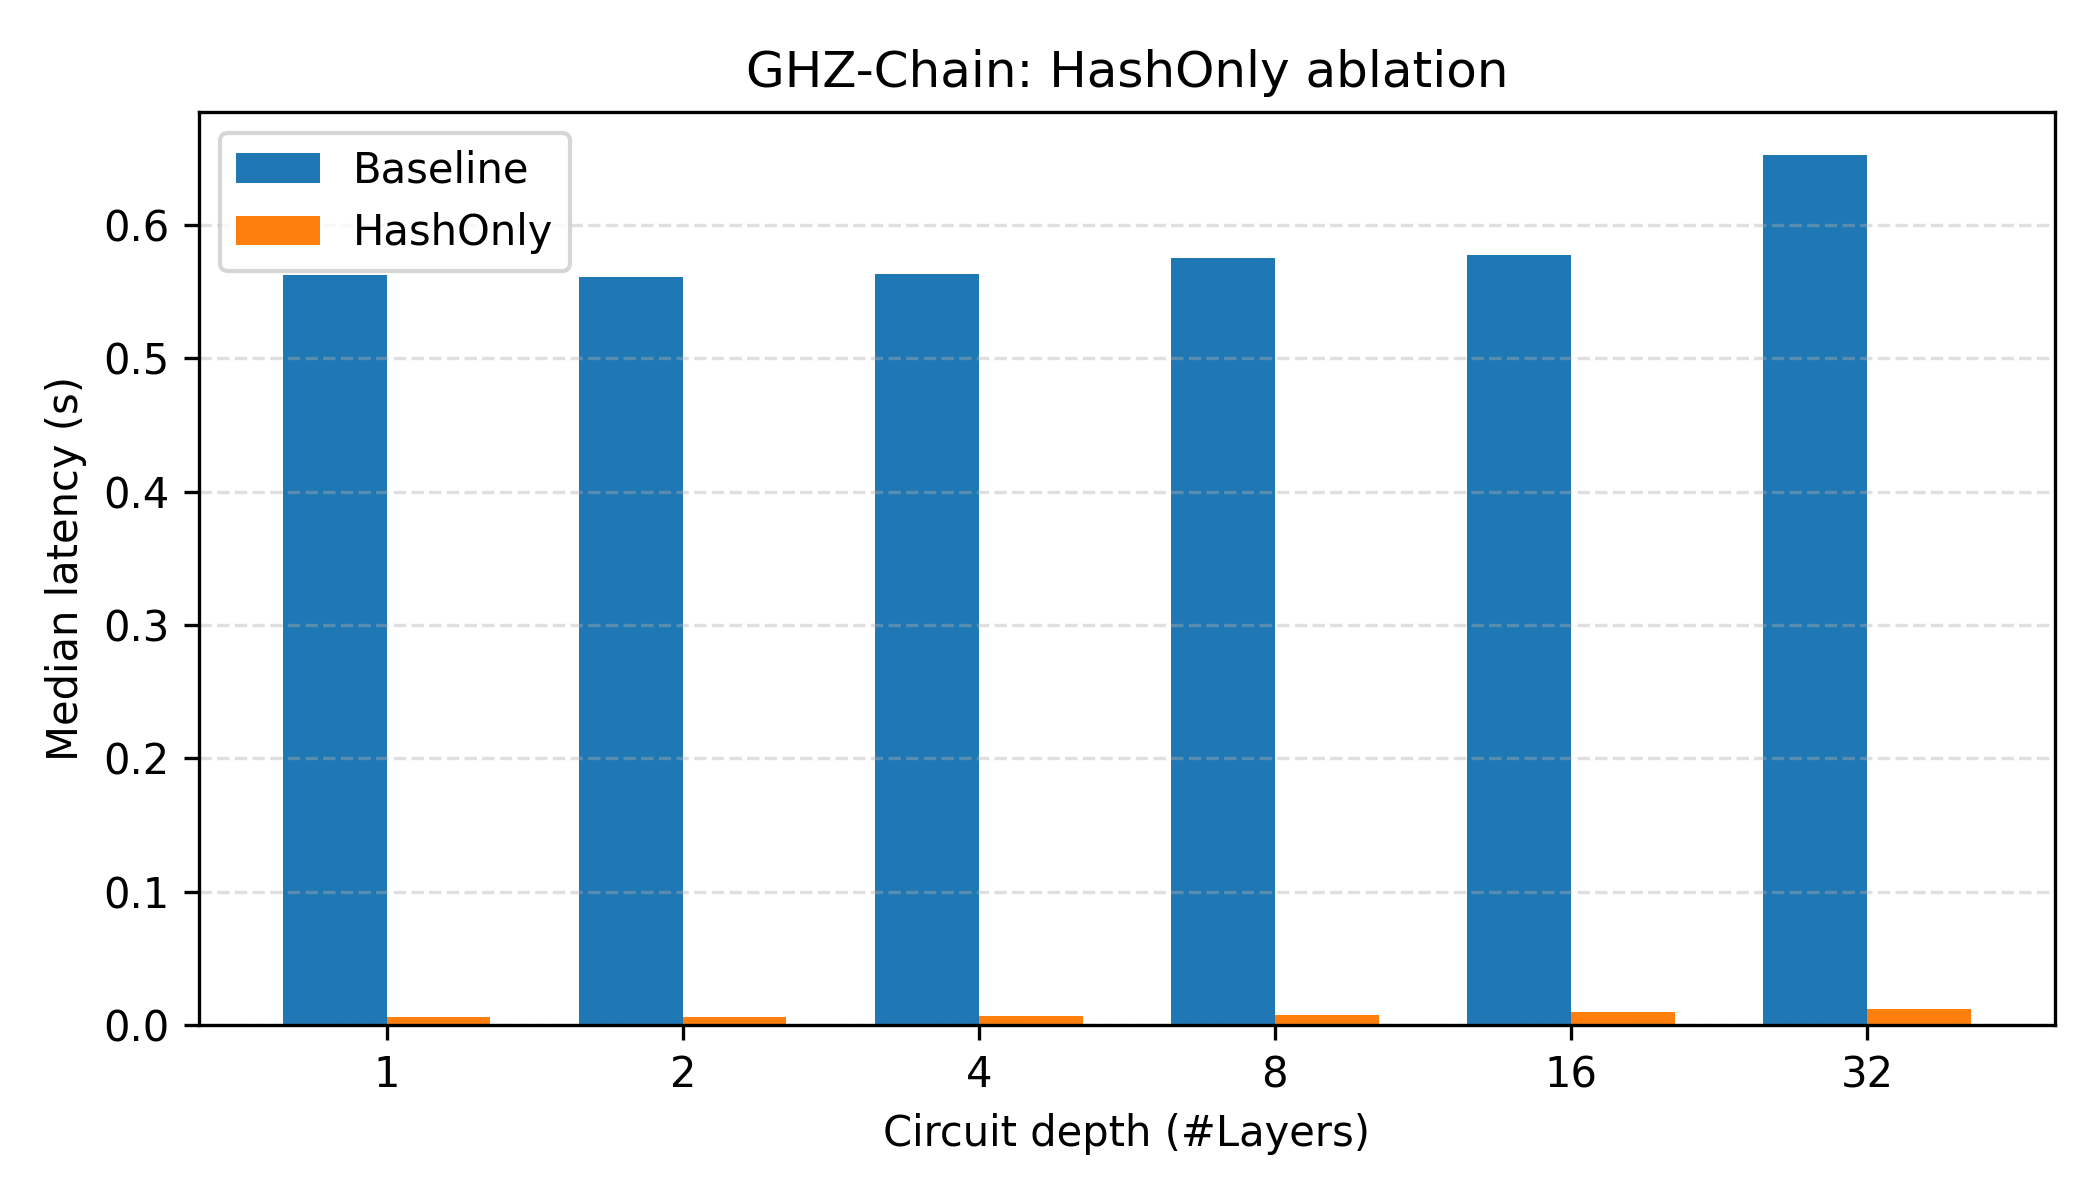 GHZ-Chain: HashOnly ablation
Baseline
HashOnly
Median latency (s)
0.6
0.5
0.4
0.3
0.2
0.1
0.0
1 2 4 8 16 32
Circuit depth (#Layers)